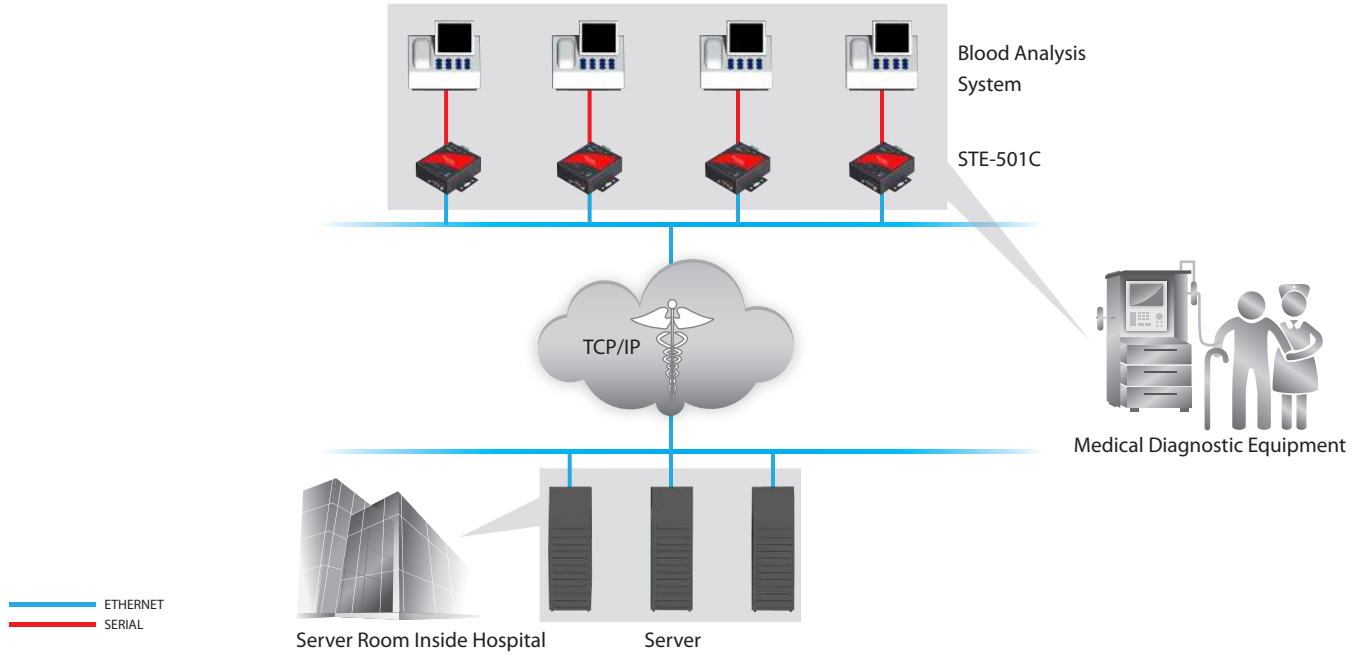 Blood Analysis
System
STE-501C
TCP/IP
Medical Diagnostic Equipment
ETHERNET
SERIAL
Server Room Inside Hospital
Server